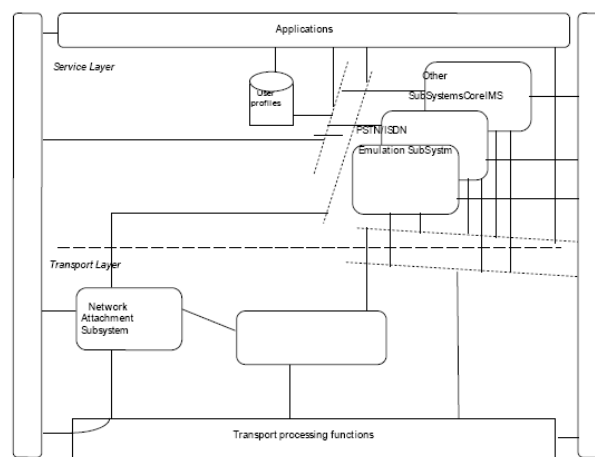 Applications
Service Layer
User
profiles
Other
SubSystemsCoreIMS
PSTN/ISDN
Emulation SubSystm
Transport Layer
Network
Attachment
Subsystem
Transport processing functions